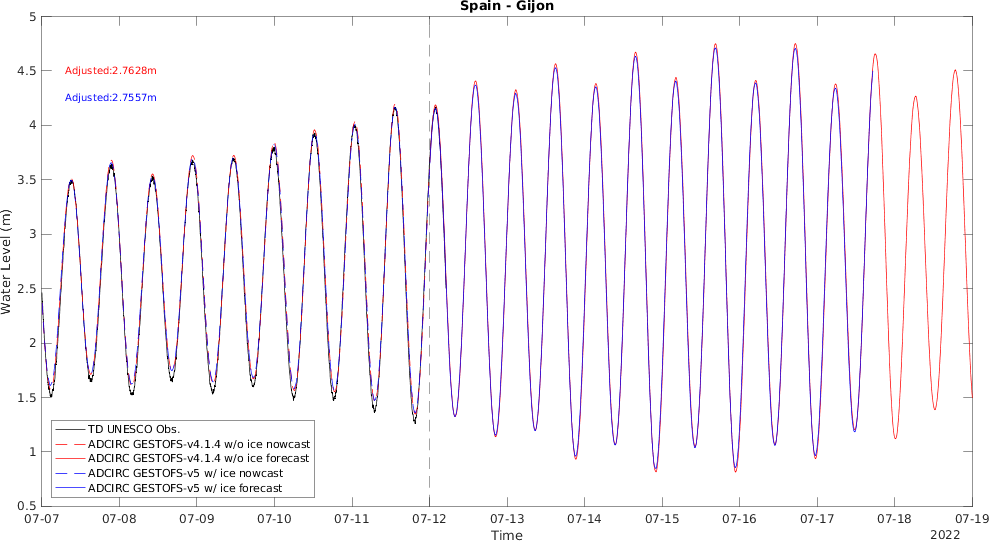 Spain - Gijon
5
4.5
4
3.5
3
2.5
2
1.5
1
0.5
Water Level (m)
Adjusted:2.7628m
Adjusted:2.7557m
TD UNESCO Obs.
ADCIRC GESTOFS-v4.1.4 w/o ice nowcast
ADCIRC GESTOFS-v4.1.4 w/o ice forecast
ADCIRC GESTOFS-v5 w/ ice nowcast
ADCIRC GESTOFS-v5 w/ ice forecast
07-07 07-08 07-09 07-10 07-11 07-12 07-13 07-14 07-15 07-16 07-17 07-18 07-19
Time
2022